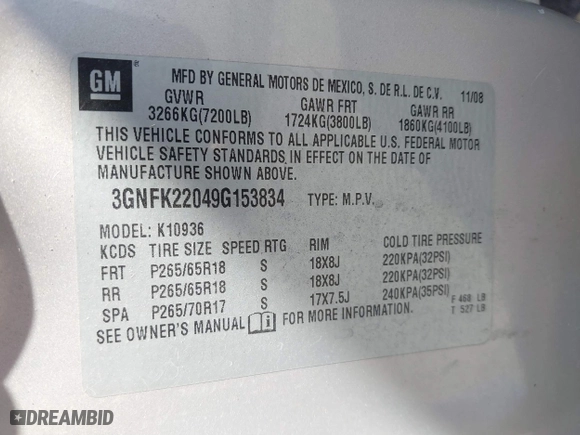 GM
MFD BY GENERAL MOTORS DE MEXICO, S. DE R.L. DE C.V. 11/08
GVWR GAWR FRT GAWR RR
3266KG(7200LB) 1724KG(3800LB) 1860KG(4100LB)
THIS VEHICLE CONFORMS TO ALL APPLICABLE U.S. FEDERAL MOTOR
VEHICLE SAFETY STANDARDS IN EFFECT ON THE DATE OF
MANUFACTURE SHOWN ABOVE.
3GNFK22049G153834 TYPE: M.P.V.
MODEL: K10936
KCDS TIRE SIZE SPEED RTG RIM COLD TIRE PRESSURE
FRT P265/65R18 S 18X8J 220KPA(32PSI)
RR P265/65R18 S 18X8J 220KPA(32PSI)
SPA P265/70R17 S 17X7.5J 240KPA(35PSI)
F 468 LB
T 527 LB
SEE OWNER'S MANUAL i FOR MORE INFORMATION.
DREAMBID